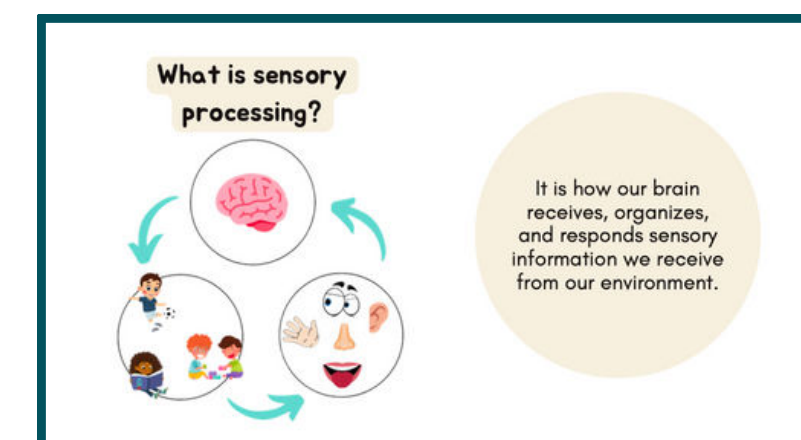 What is sensory
processing?
It is how our brain
receives, organizes,
and responds sensory
information we receive
from our environment.